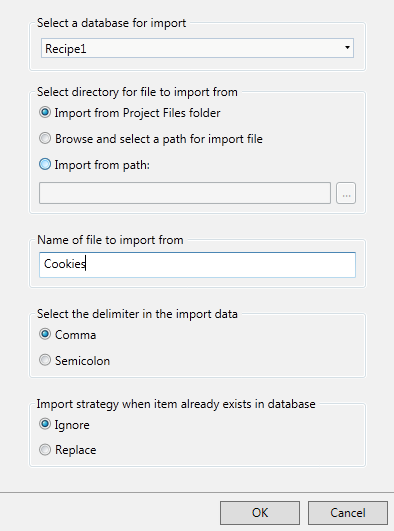 Select a database for import
Recipe1
Select directory for file to import from
Import from Project Files folder
Browse and select a path for import file
Import from path:
...
Name of file to import from
Cookies
Select the delimiter in the import data
Comma
Semicolon
Import strategy when item already exists in database
Ignore
Replace
OK Cancel